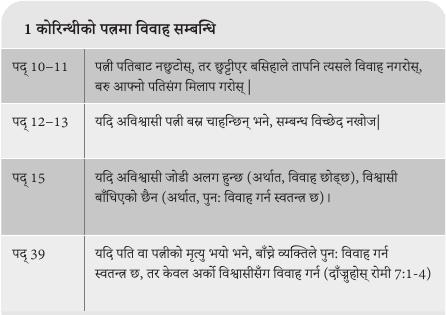 1 कोरिन्थीको पत्रमा विवाह सम्बन्धि
पद् 10–11 पत्नी पतिबाट नछुटोस्, तर छुट्टीएर बसिहाले तापनि त्यसले विवाह नगरोस्,
बरु आफ्नो पतिसंग मिलाप गरोस् |
पद् 12–13 यदि अविश्वासी पत्नी बस्न चाहन्छिन् भने, सम्बन्ध विच्छेद नखोज|
पद् 15 यदि अविश्वासी जोडी अलग हुन्छ (अर्थात, विवाह छोड्छ), विश्वासी
बाँधिएको छैन (अर्थात, पुन: विवाह गर्न स्वतन्त्र छ)।
पद् 39 यदि पति वा पत्नीको मृत्यु भयो भने, बाँच्ने व्यक्तिले पुन: विवाह गर्न
स्वतन्त्र छ, तर केवल अर्को विश्वासीसँग विवाह गर्न (दाँज्नुहोस् रोमी 7:1-4)